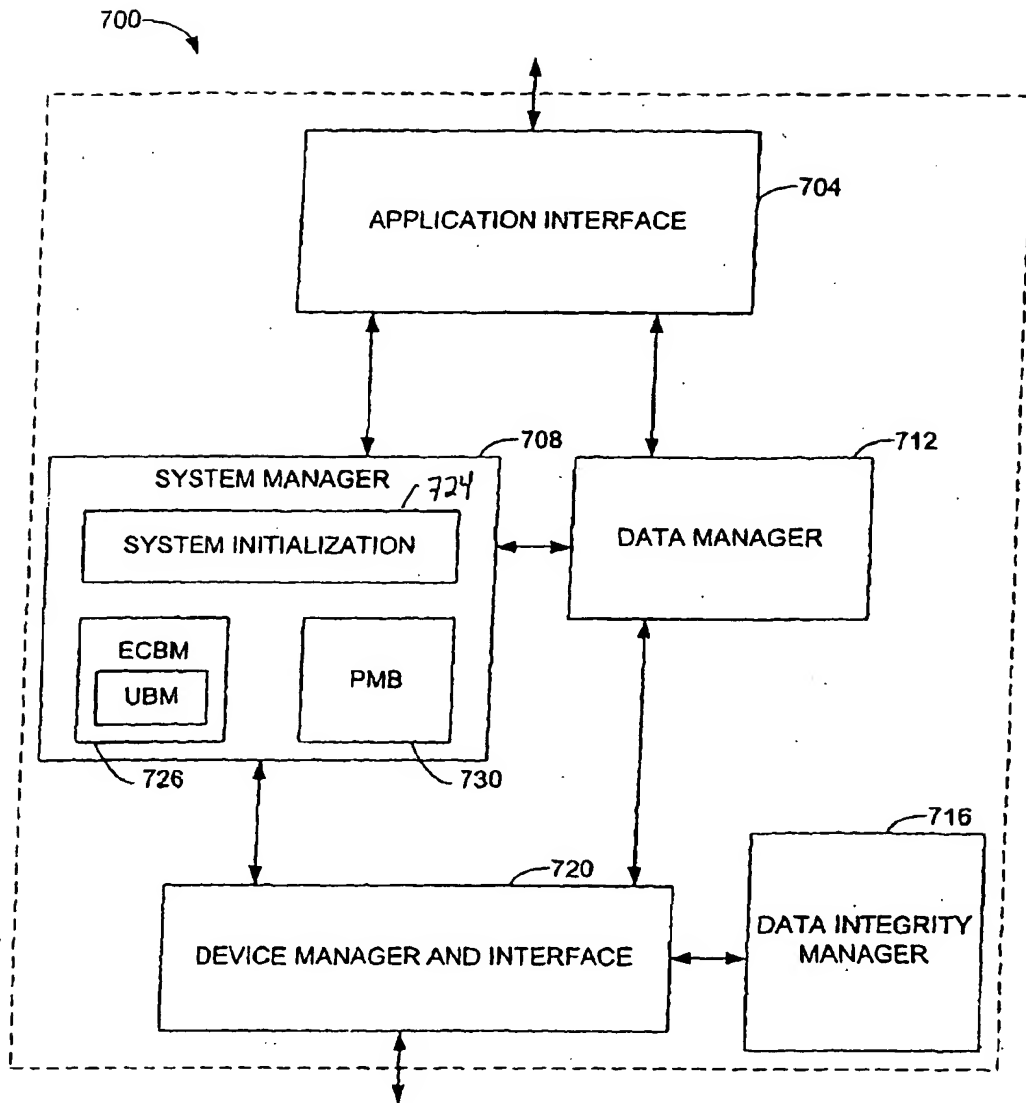 700
704
APPLICATION INTERFACE
708
712
SYSTEM MANAGER
724
SYSTEM INITIALIZATION
DATA MANAGER
ECBM
UBM
PMB
726
730
716
720
DEVICE MANAGER AND INTERFACE
DATA INTEGRITY
MANAGER